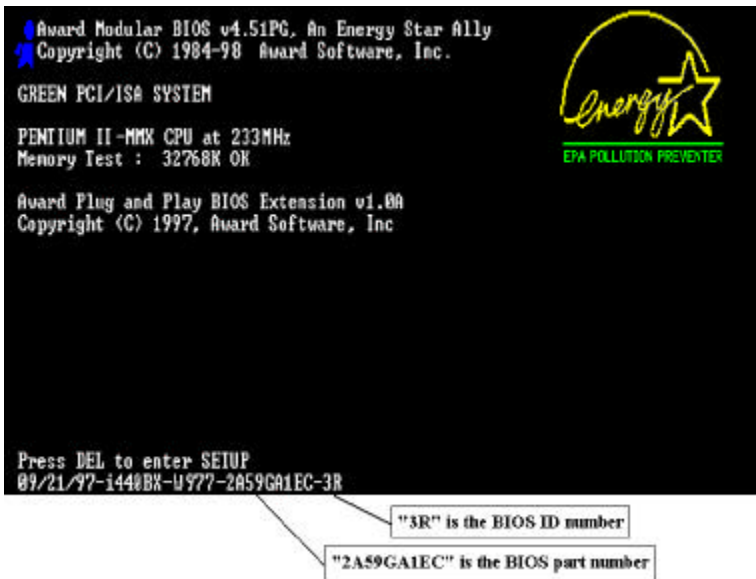 Award Modular BIOS v4.51PG, An Energy Star Ally
Copyright (C) 1984-98 Award Software, Inc.
GREEN PCI/ISA SYSTEM
energy
EPA POLLUTION PREVENTER
PENTIUM II-MMX CPU at 233MHz
Memory Test : 32768K OK
Award Plug and Play BIOS Extension v1.0A
Copyright (C) 1997, Award Software, Inc
Press DEL to enter SETUP
09/21/97-i440BX-W977-2A59GA1EC-3R
"3R" is the BIOS ID number
"2A59GA1EC" is the BIOS part number